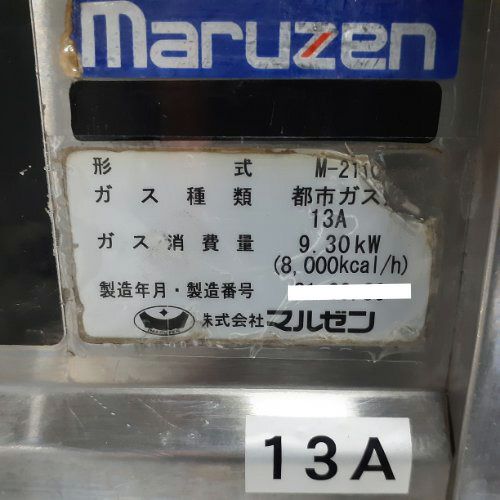 maruzen
形 式
ガス種類 都市ガス
13A
ガス消費量 9.30kW
(8,000kcal/h)
製造年月・製造番号
株式会社 マルゼン
13A